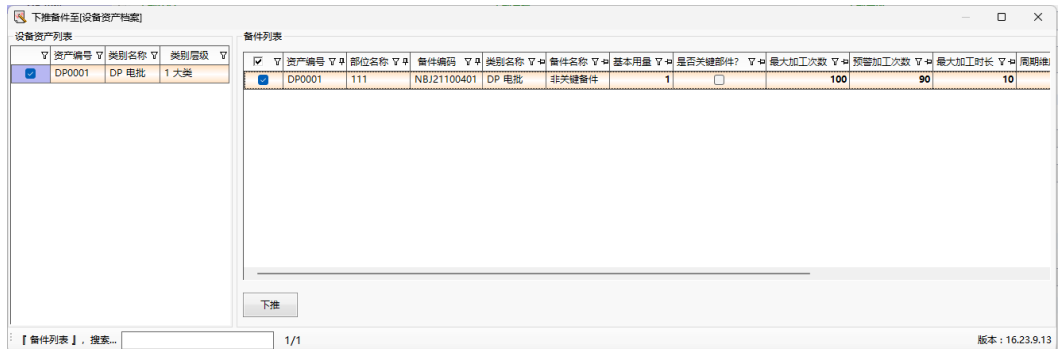 下推备件至[设备资产档案]
设备资产列表
资产编号 类别名称 类别层级
DP0001 DP 电批 1 大类
备件列表
资产编号 部位名称 备件编码 类别名称 备件名称 基本用量 是否关键部件? 最大加工次数 预警加工次数 最大加工时长
DP0001 111 NBJ21100401 DP 电批 非关键备件 1 100 90 10
下推
『 备件列表 』, 搜索... 1/1 版本：16.23.9.13